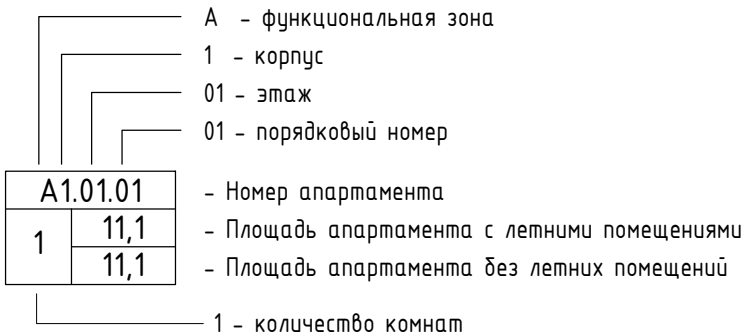 А - функциональная зона
1 - корпус
01 - этаж
01 - порядковый номер
А1.01.01 - Номер апартамента
1 11,1 - Площадь апартамента с летними помещениями
11,1 - Площадь апартамента без летних помещений
1 - количество комнат